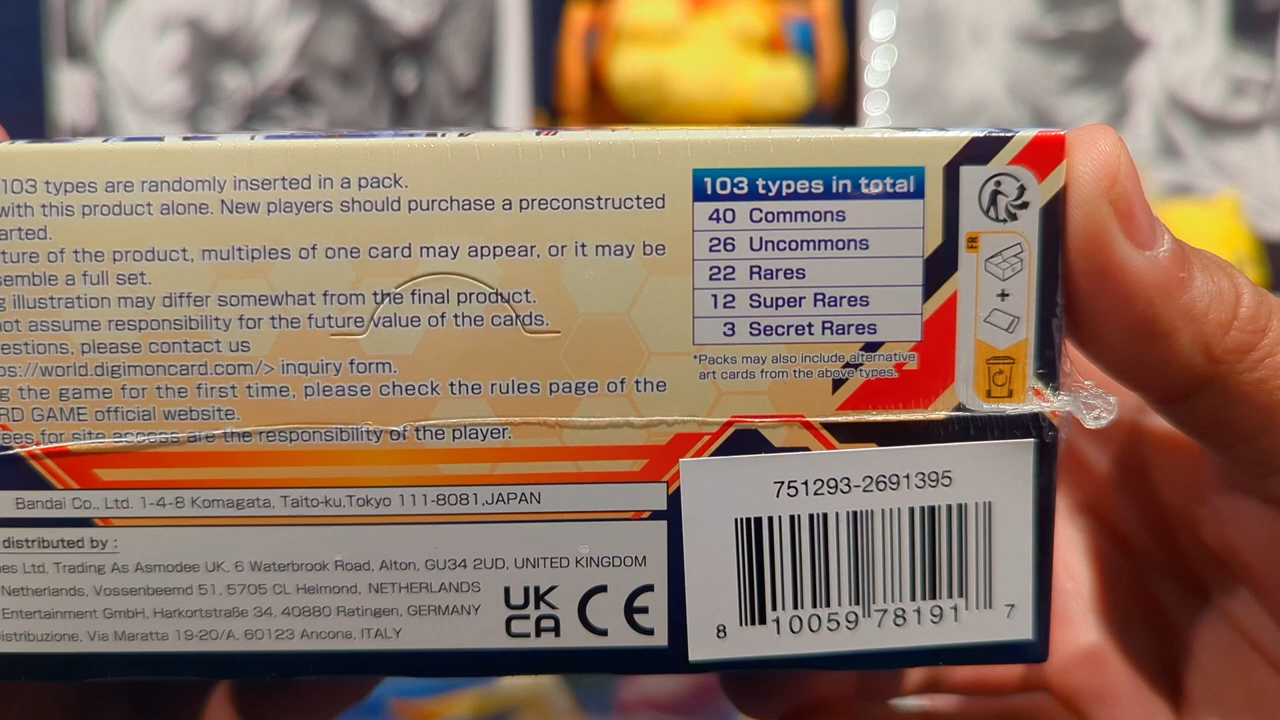 103 types are randomly inserted in a pack.
with this product alone. New players should purchase a preconstructed
arted.
ture of the product, multiples of one card may appear, or it may be
semble a full set.
g illustration may differ somewhat from the final product.
not assume responsibility for the future value of the cards.
estions, please contact us
ps://world.digimoncard.com/> inquiry form.
g the game for the first time, please check the rules page of the
RD GAME official website.
ees for site access are the responsibility of the player.
103 types in total
40 Commons
26 Uncommons
22 Rares
12 Super Rares
3 Secret Rares
*Packs may also include alternative
art cards from the above types.
FR
+
Bandai Co., Ltd. 1-4-8 Komagata, Taito-ku,Tokyo 111-8081,JAPAN
distributed by :
es Ltd, Trading As Asmodee UK, 6 Waterbrook Road, Alton, GU34 2UD, UNITED KINGDOM
Netherlands, Vossenbeemd 51, 5705 CL Helmond, NETHERLANDS
Entertainment GmbH, Harkortstraße 34, 40880 Ratingen, GERMANY
istribuzione, Via Maratta 19-20/A, 60123 Ancona, ITALY
UK
CA
CE
751293-2691395
8 10059 78191 7